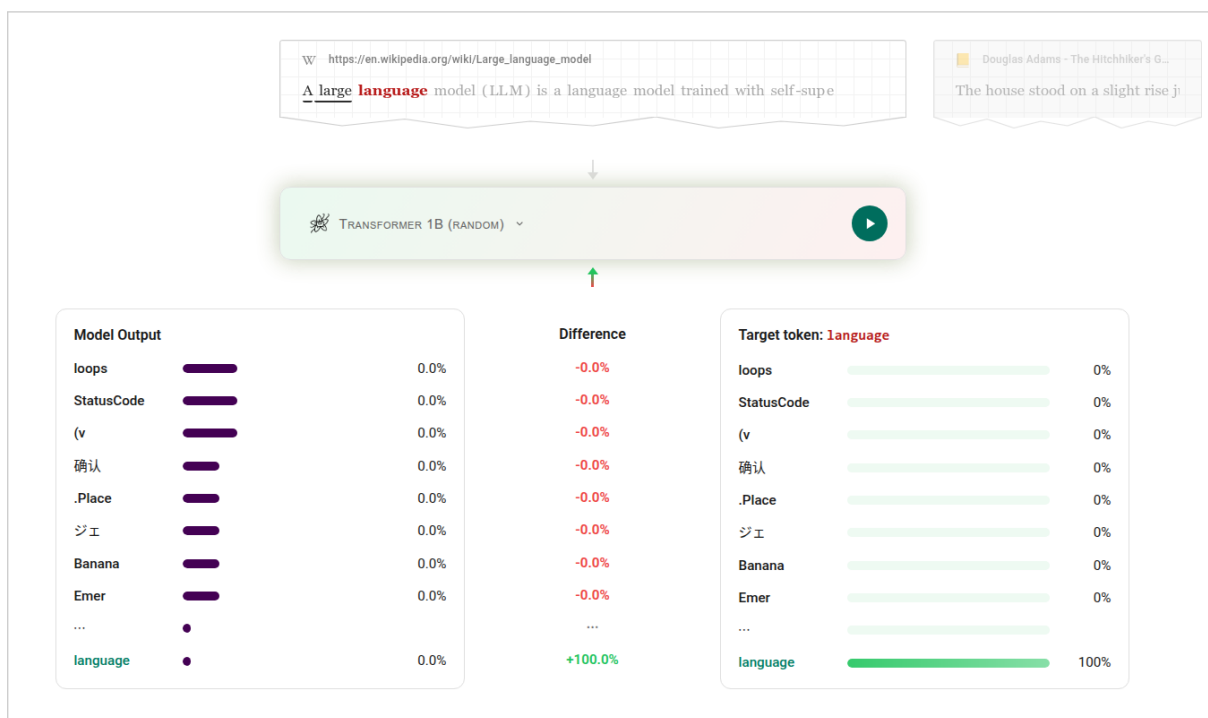 https://en.wikipedia.org/wiki/Large_language_model
A large language model (LLM) is a language model trained with self-supe
Douglas Adams - The Hitchhiker's G...
The house stood on a slight rise j
Transformer 1B (random)
Model Output
loops 0.0%
StatusCode 0.0%
(v 0.0%
确认 0.0%
.Place 0.0%
ジェ 0.0%
Banana 0.0%
Emer 0.0%
...
language 0.0%
Difference
-0.0%
-0.0%
-0.0%
-0.0%
-0.0%
-0.0%
-0.0%
-0.0%
...
+100.0%
Target token: language
loops 0%
StatusCode 0%
(v 0%
确认 0%
.Place 0%
ジェ 0%
Banana 0%
Emer 0%
...
language 100%